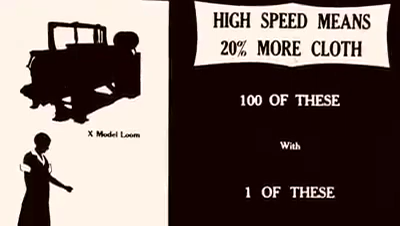 HIGH SPEED MEANS
20% MORE CLOTH
100 OF THESE
X Model Loom
With
1 OF THESE